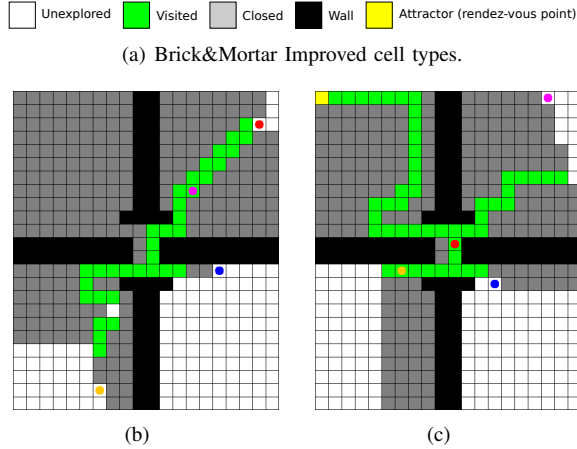 Unexplored Visited Closed Wall Attractor (rendez-vous point)
(a) Brick&Mortar Improved cell types.
(b) (c)